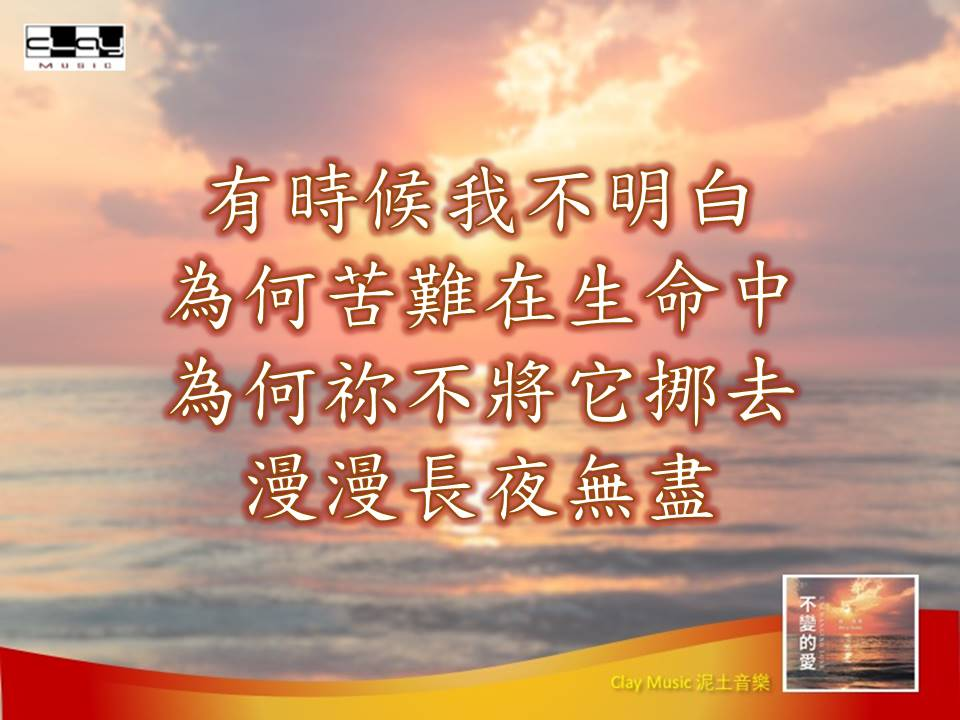 CLAY
MUSIC
有時候我不明白
為何苦難在生命中
為何祢不將它挪去
漫漫長夜無盡
不變的愛
Clay Music 泥土音樂